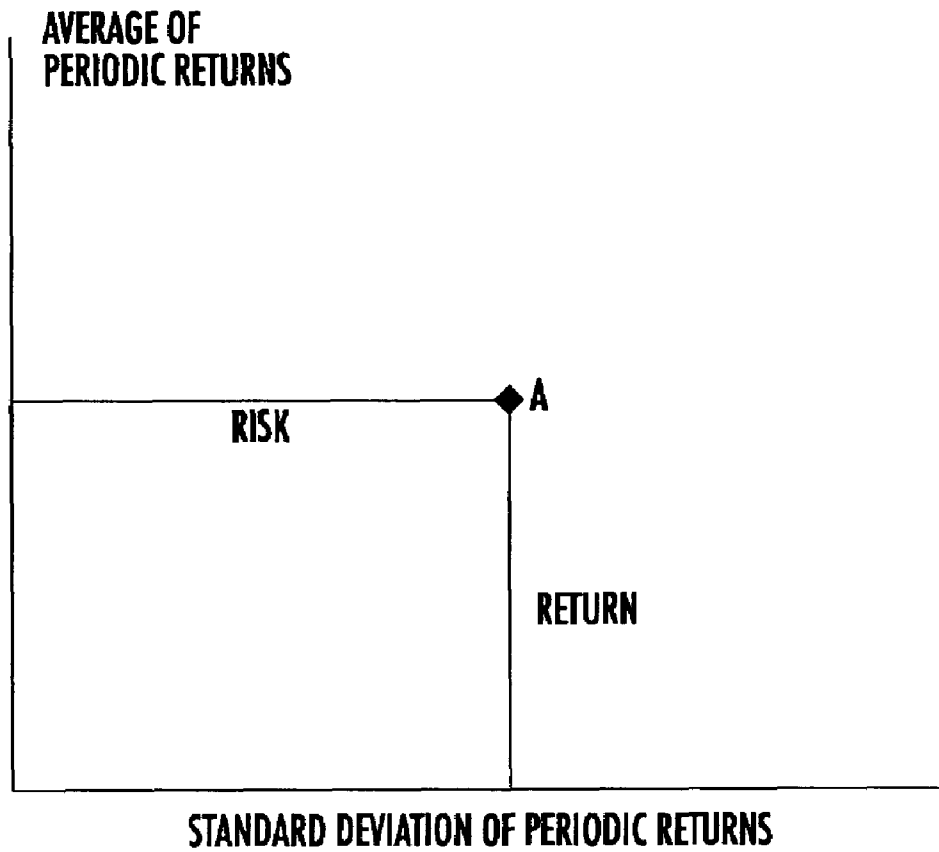 AVERAGE OF
PERIODIC RETURNS
A
RISK
RETURN
STANDARD DEVIATION OF PERIODIC RETURNS